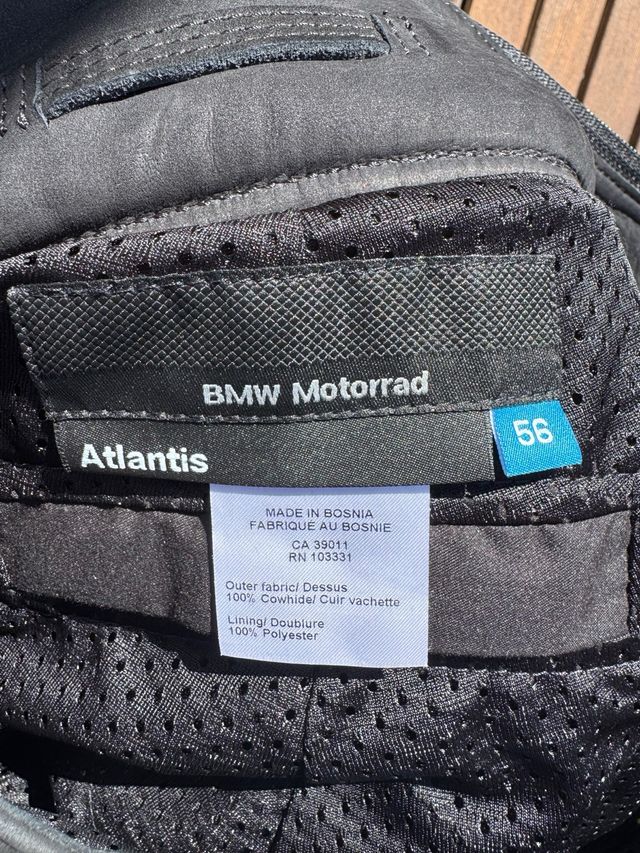 BMW Motorrad
Atlantis
56
MADE IN BOSNIA
FABRIQUÉ AU BOSNIE
CA 39011
RN 103331
Outer fabric/ Dessus
100% Cowhide/ Cuir vachette
Lining/ Doublure
100% Polyester